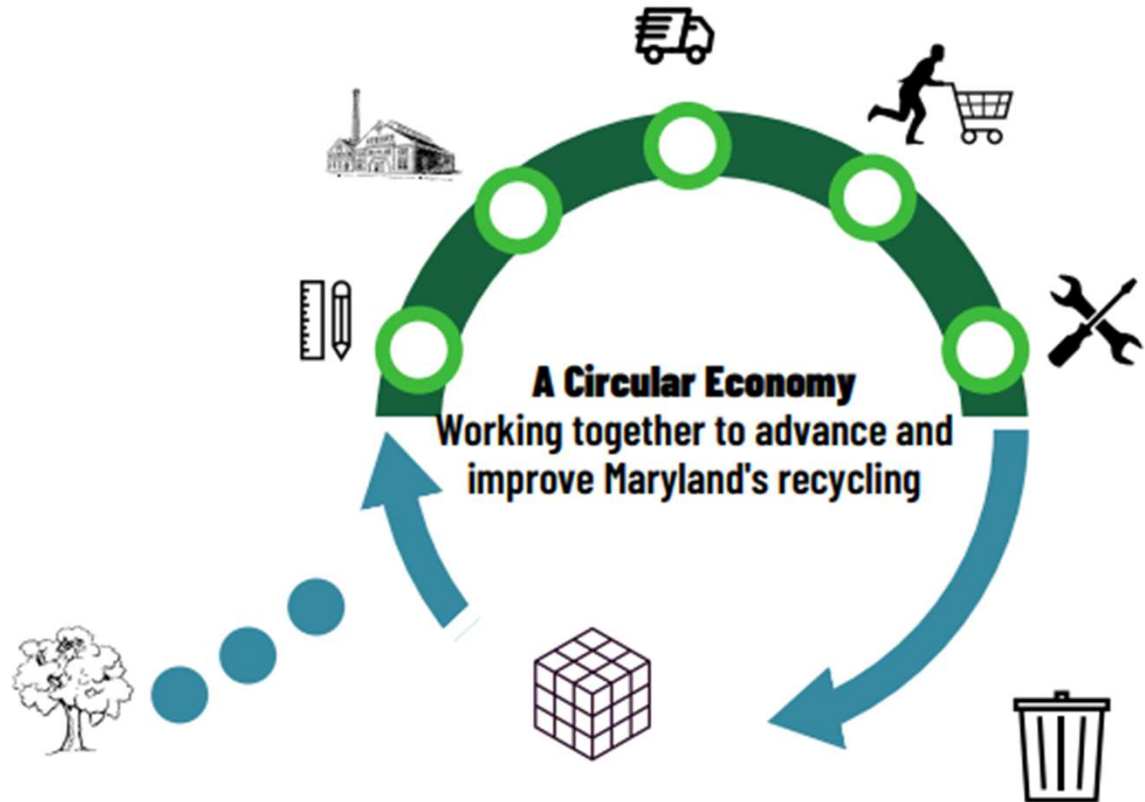 A Circular Economy
Working together to advance and
improve Maryland's recycling